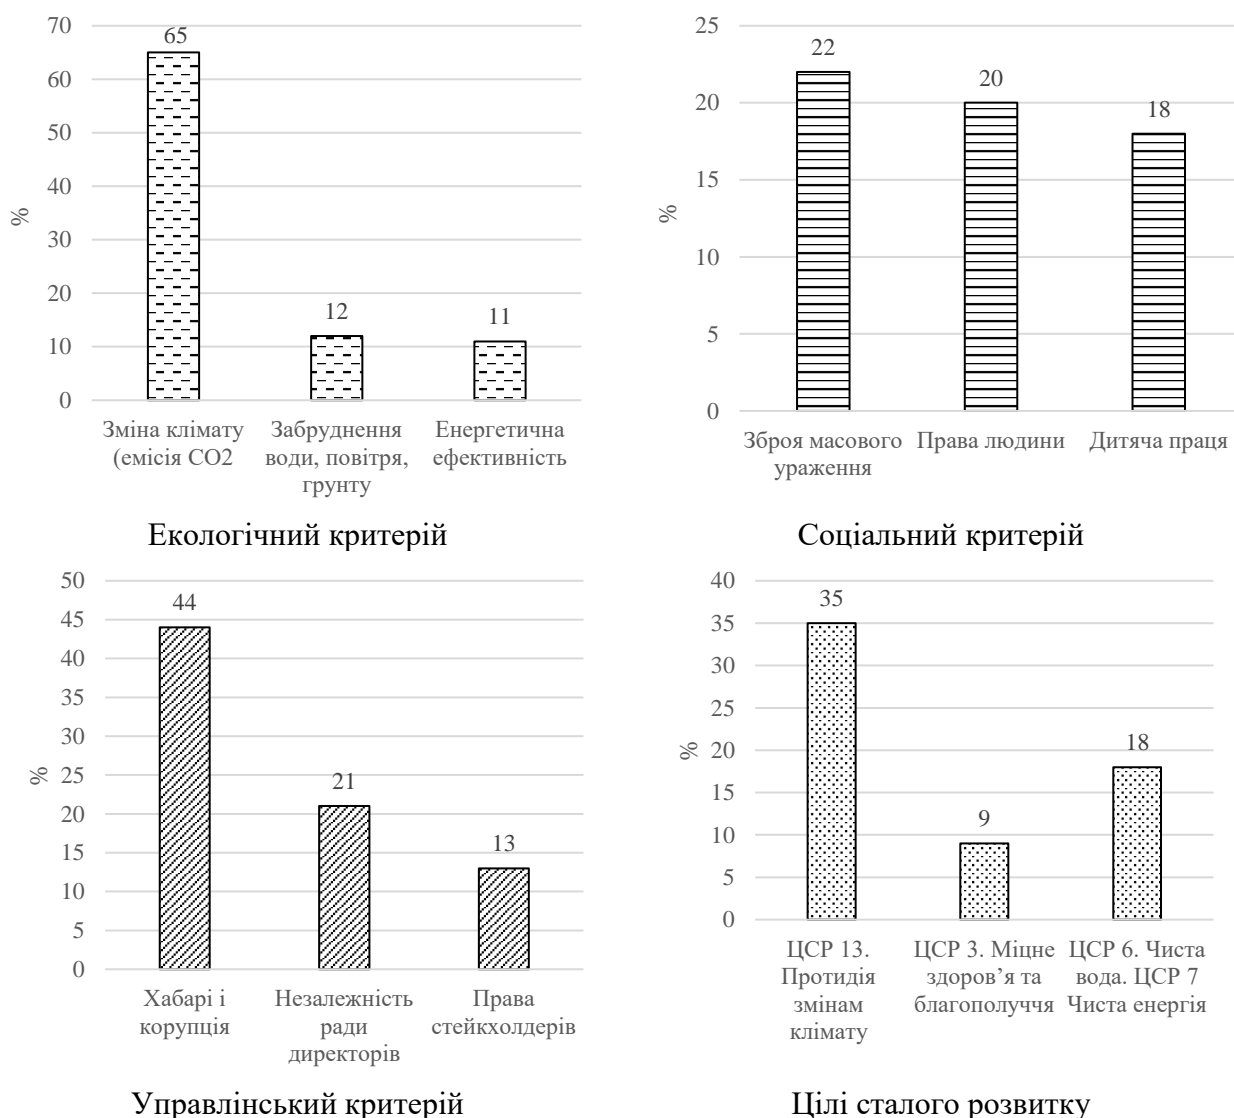 70
60
50
40
30
20
10
0
%
65
12
11
Зміна клімату
(емісія CO2
Забруднення
води, повітря,
грунту
Енергетична
ефективність
Екологічний критерій
25
20
15
10
5
0
%
22
20
18
Зброя масового
ураження
Права людини
Дитяча праця
Соціальний критерій
50
45
40
35
30
25
20
15
10
5
0
%
44
21
13
Хабарі і
корупція
Незалежність
ради
директорів
Права
стейкхолдерів
Управлінський критерій
40
35
30
25
20
15
10
5
0
%
35
9
18
ЦСР 13.
Протидія
змінам
клімату
ЦСР 3. Міцне
здоров’я та
благополуччя
ЦСР 6. Чиста
вода. ЦСР 7
Чиста енергія
Цілі сталого розвитку